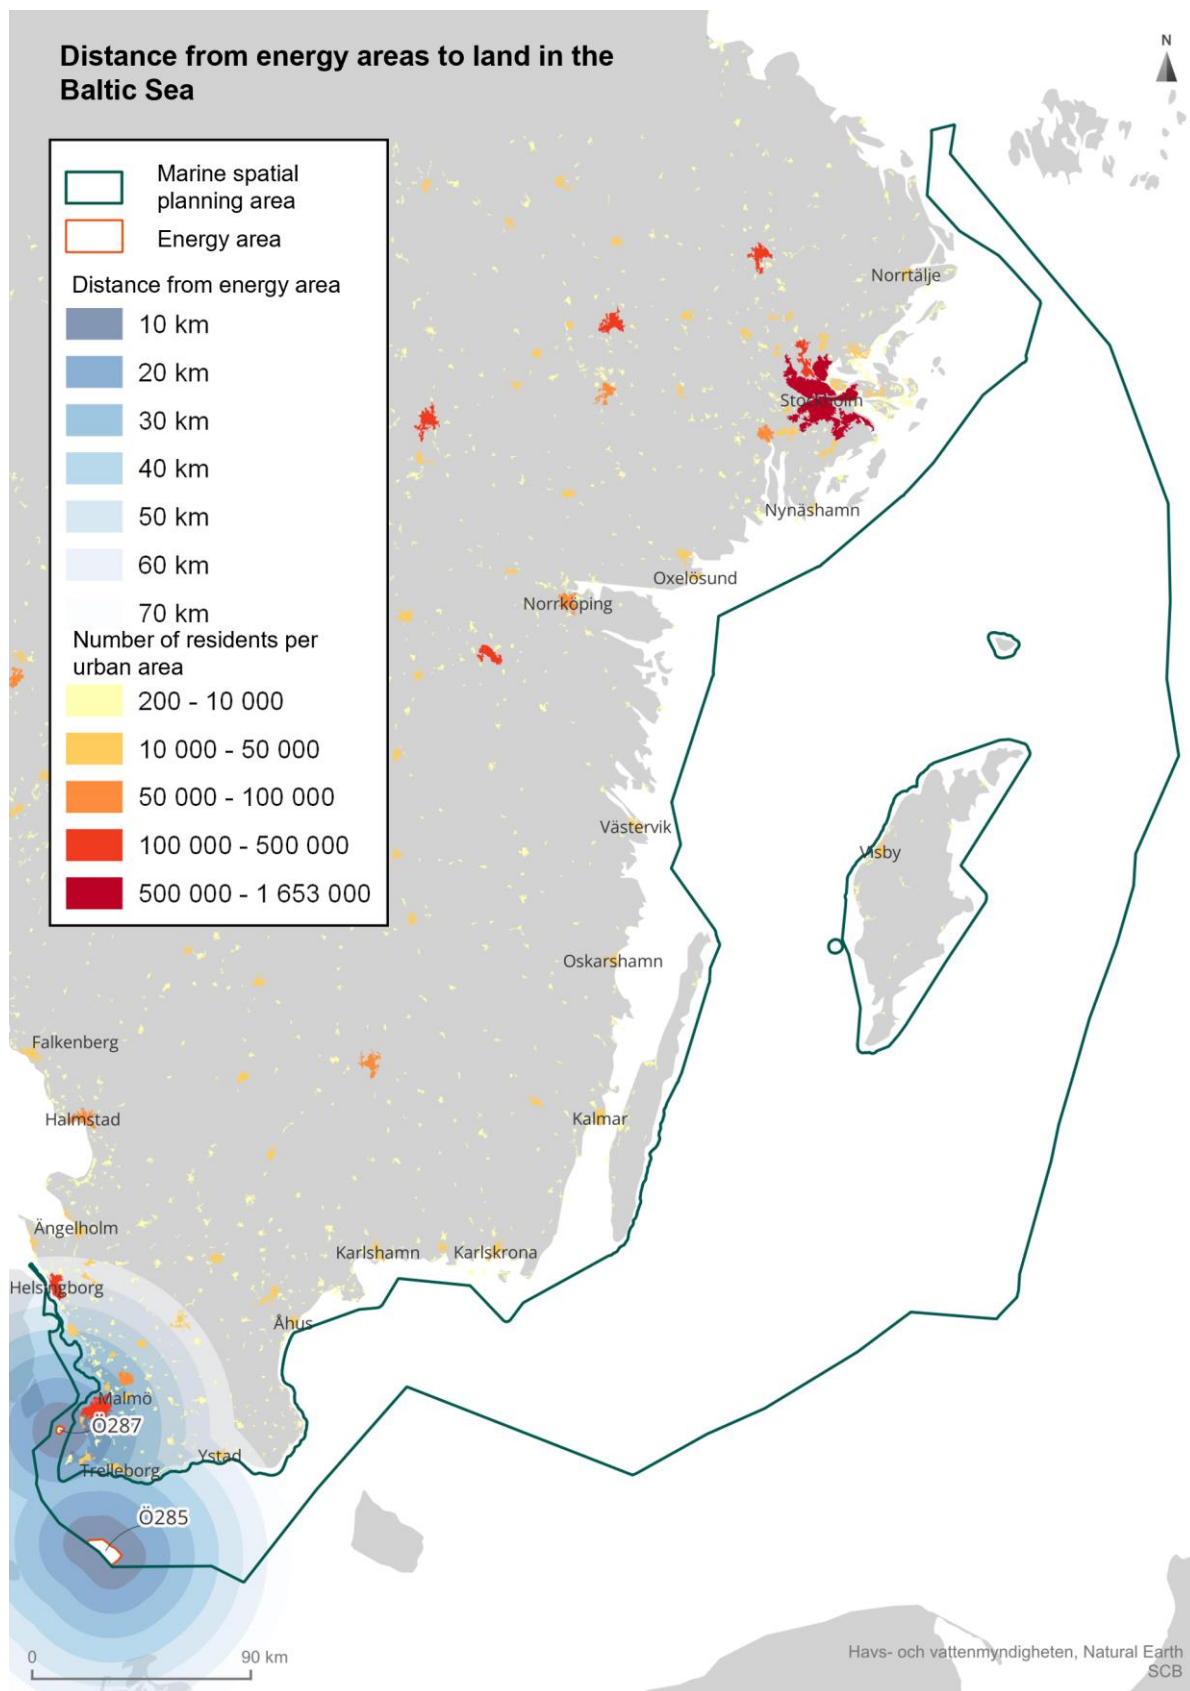 Distance from energy areas to land in the
Baltic Sea
N
Marine spatial
planning area
Energy area
Distance from energy area
10 km
20 km
30 km
40 km
50 km
60 km
70 km
Number of residents per
urban area
200 - 10 000
10 000 - 50 000
50 000 - 100 000
100 000 - 500 000
500 000 - 1 653 000
Norrtälje
Stockholm
Nynäshamn
Oxelösund
Norrköping
Västervik
Visby
Oskarshamn
Falkenberg
Halmstad
Kalmar
Ängelholm
Karlshamn
Karlskrona
Helsingborg
Åhus
Malmö
Ö287
Ystad
Trelleborg
Ö285
0
90 km
Havs- och vattenmyndigheten, Natural Earth
SCB